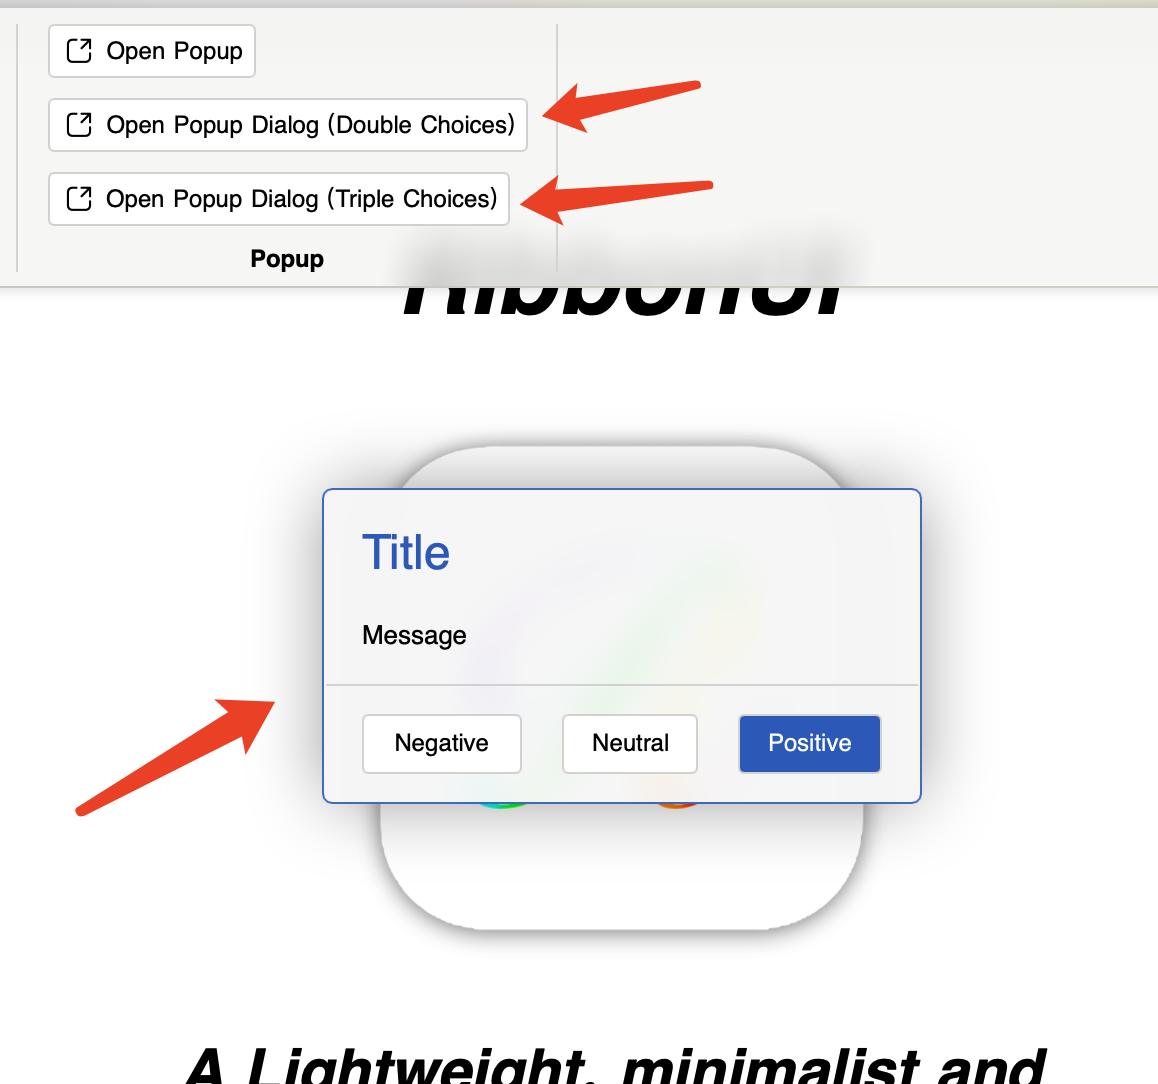 Open Popup
Open Popup Dialog (Double Choices)
Open Popup Dialog (Triple Choices)
Popup
Title
Message
Negative
Neutral
Positive
A Lightweight, minimalist and